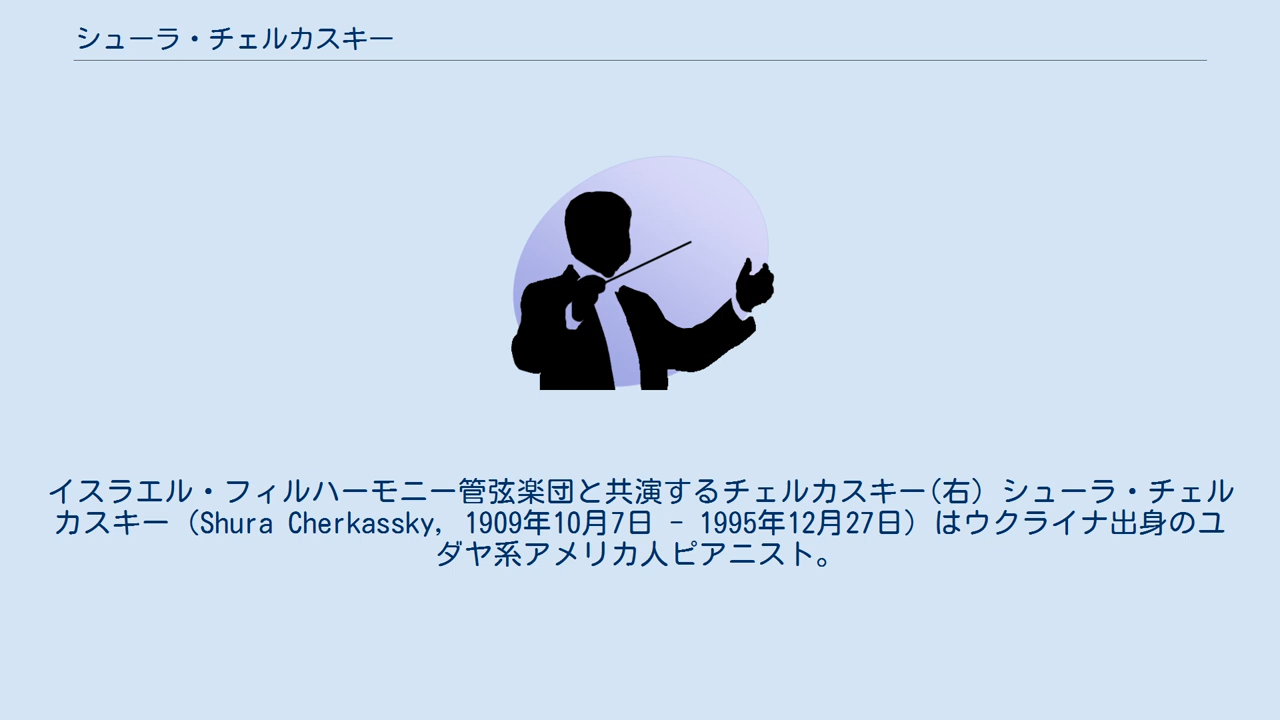 シューラ・チェルカスキー
イスラエル・フィルハーモニー管弦楽団と共演するチェルカスキー(右) シューラ・チェル
カスキー (Shura Cherkassky, 1909年10月7日 - 1995年12月27日) はウクライナ出身のユ
ダヤ系アメリカ人ピアニスト。